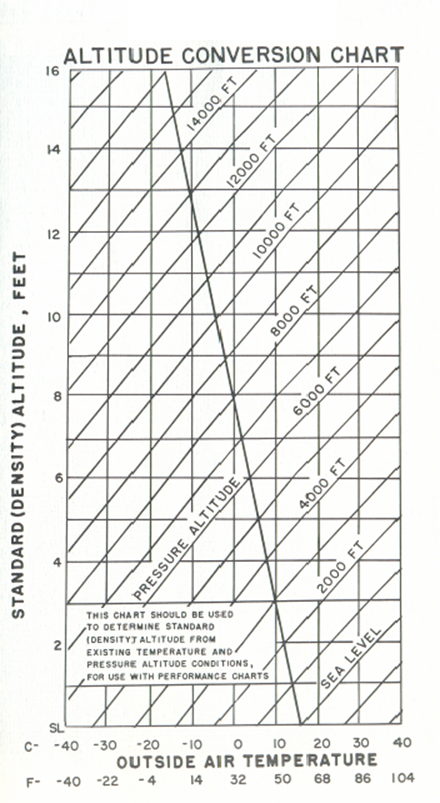 ALTITUDE CONVERSION CHART
16
14
12
10
8
6
4
2
SL
STANDARD (DENSITY) ALTITUDE, FEET
14000 FT
12000 FT
10000 FT
8000 FT
6000 FT
4000 FT
2000 FT
SEA LEVEL
PRESSURE ALTITUDE
THIS CHART SHOULD BE USED
TO DETERMINE STANDARD
(DENSITY) ALTITUDE FROM
EXISTING TEMPERATURE AND
PRESSURE ALTITUDE CONDITIONS,
FOR USE WITH PERFORMANCE CHARTS
C- -40 -30 -20 -10 0 10 20 30 40
OUTSIDE AIR TEMPERATURE
F- -40 -22 -4 14 32 50 68 86 104